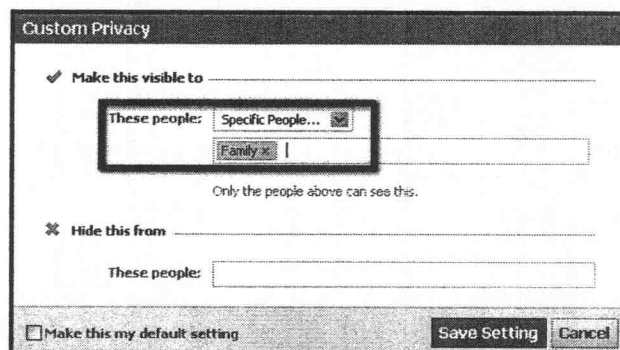 Custom Privacy
Make this visible to
These people: Specific People...
Family ×
Only the people above can see this.
Hide this from
These people:
Make this my default setting
Save Setting Cancel